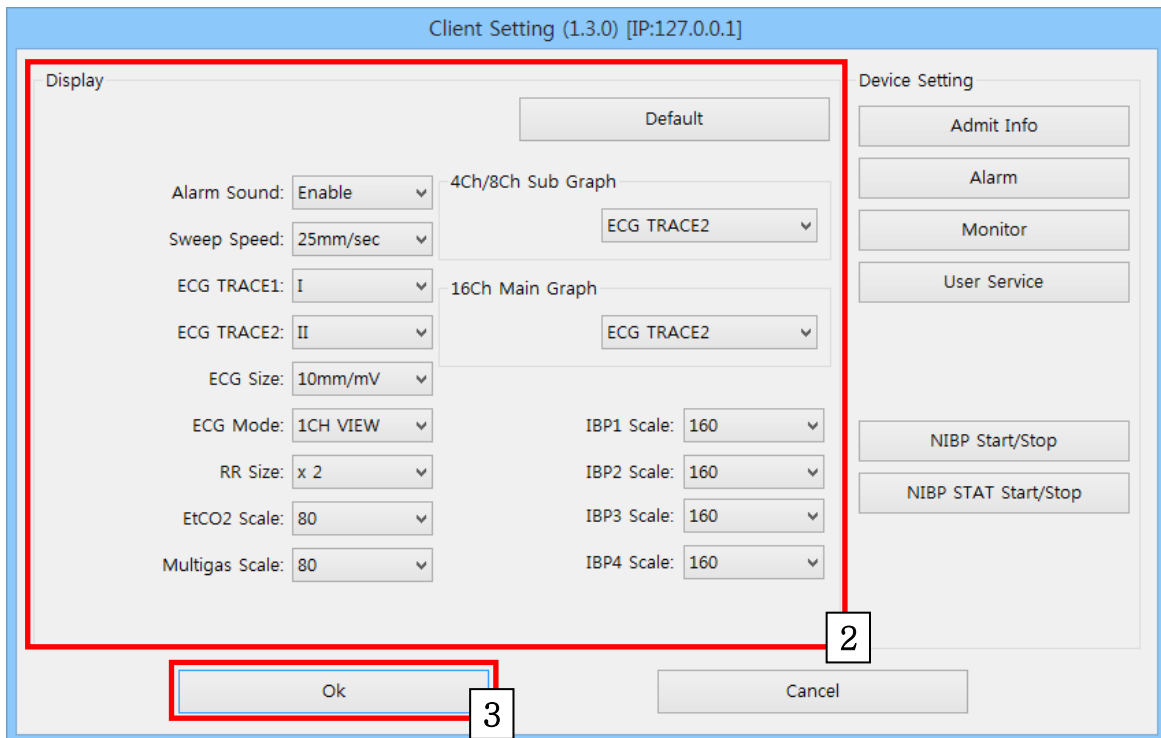 Client Setting (1.3.0) [IP:127.0.0.1]
Display
Default
Alarm Sound: Enable
Sweep Speed: 25mm/sec
ECG TRACE1: I
ECG TRACE2: II
ECG Size: 10mm/mV
ECG Mode: 1CH VIEW
RR Size: x 2
EtCO2 Scale: 80
Multigas Scale: 80
4Ch/8Ch Sub Graph
ECG TRACE2
16Ch Main Graph
ECG TRACE2
IBP1 Scale: 160
IBP2 Scale: 160
IBP3 Scale: 160
IBP4 Scale: 160
2
Device Setting
Admit Info
Alarm
Monitor
User Service
NIBP Start/Stop
NIBP STAT Start/Stop
Ok
3
Cancel